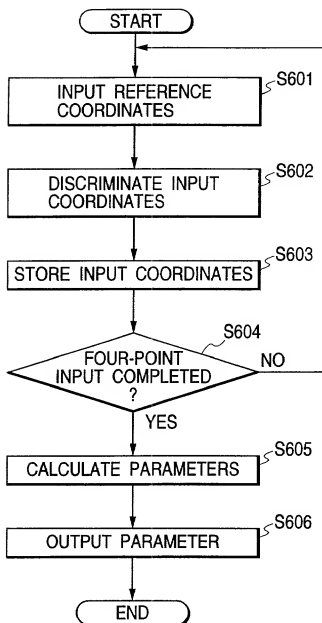 START
INPUT REFERENCE
COORDINATES
S601
DISCRIMINATE INPUT
COORDINATES
S602
STORE INPUT COORDINATES
S603
FOUR-POINT
INPUT COMPLETED
?
S604
NO
YES
CALCULATE PARAMETERS
S605
OUTPUT PARAMETER
S606
END